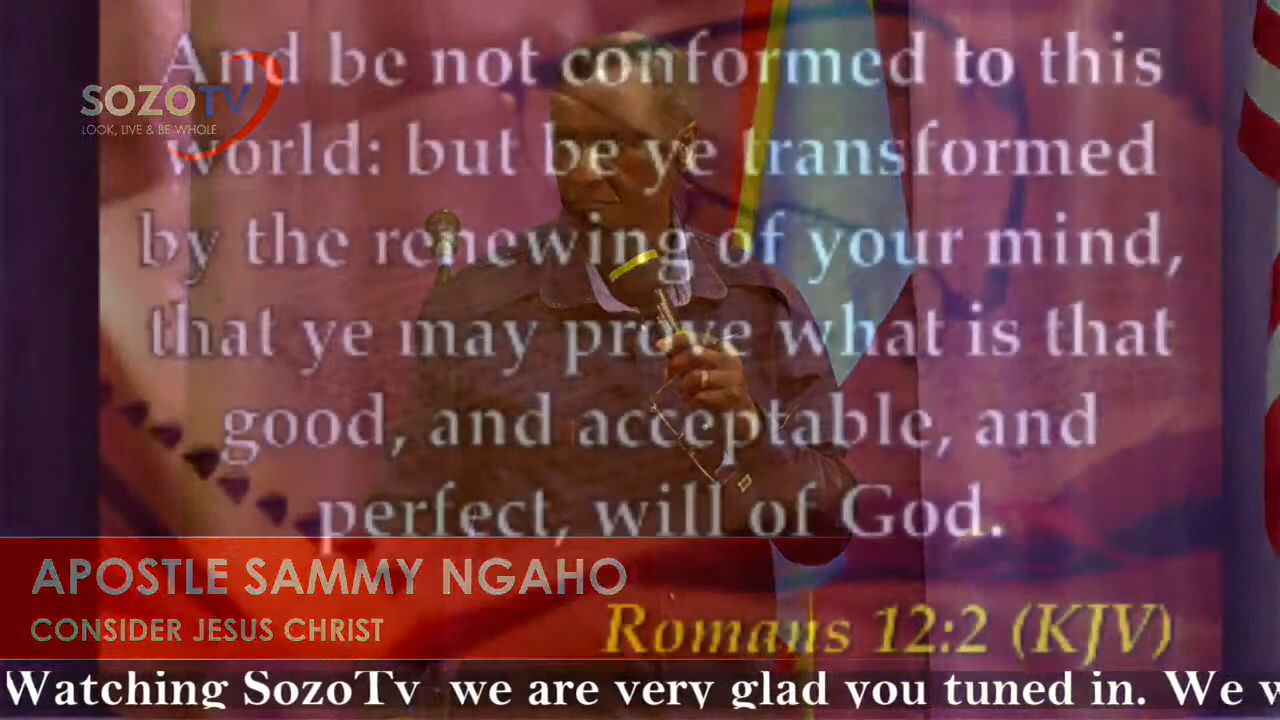 And be not conformed to this
SOZOTV
LOOK, LIVE & BE WHOLE
world: but be ye transformed
by the renewing of your mind,
that ye may prove what is that
good, and acceptable, and
perfect, will of God.
APOSTLE SAMMY NGAHO
CONSIDER JESUS CHRIST
Romans 12:2 (KJV)
Watching SozoTv we are very glad you tuned in. We w